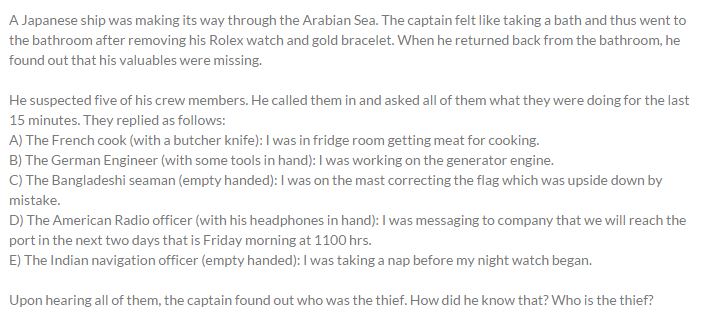 A Japanese ship was making its way through the Arabian Sea. The captain felt like taking a bath and thus went to
the bathroom after removing his Rolex watch and gold bracelet. When he returned back from the bathroom, he
found out that his valuables were missing.
He suspected five of his crew members. He called them in and asked all of them what they were doing for the last
15 minutes. They replied as follows:
A) The French cook (with a butcher knife): I was in fridge room getting meat for cooking.
B) The German Engineer (with some tools in hand): I was working on the generator engine.
C) The Bangladeshi seaman (empty handed): I was on the mast correcting the flag which was upside down by
mistake.
D) The American Radio officer (with his headphones in hand): I was messaging to company that we will reach the
port in the next two days that is Friday morning at 1100 hrs.
E) The Indian navigation officer (empty handed): I was taking a nap before my night watch began.
Upon hearing all of them, the captain found out who was the thief. How did he know that? Who is the thief?